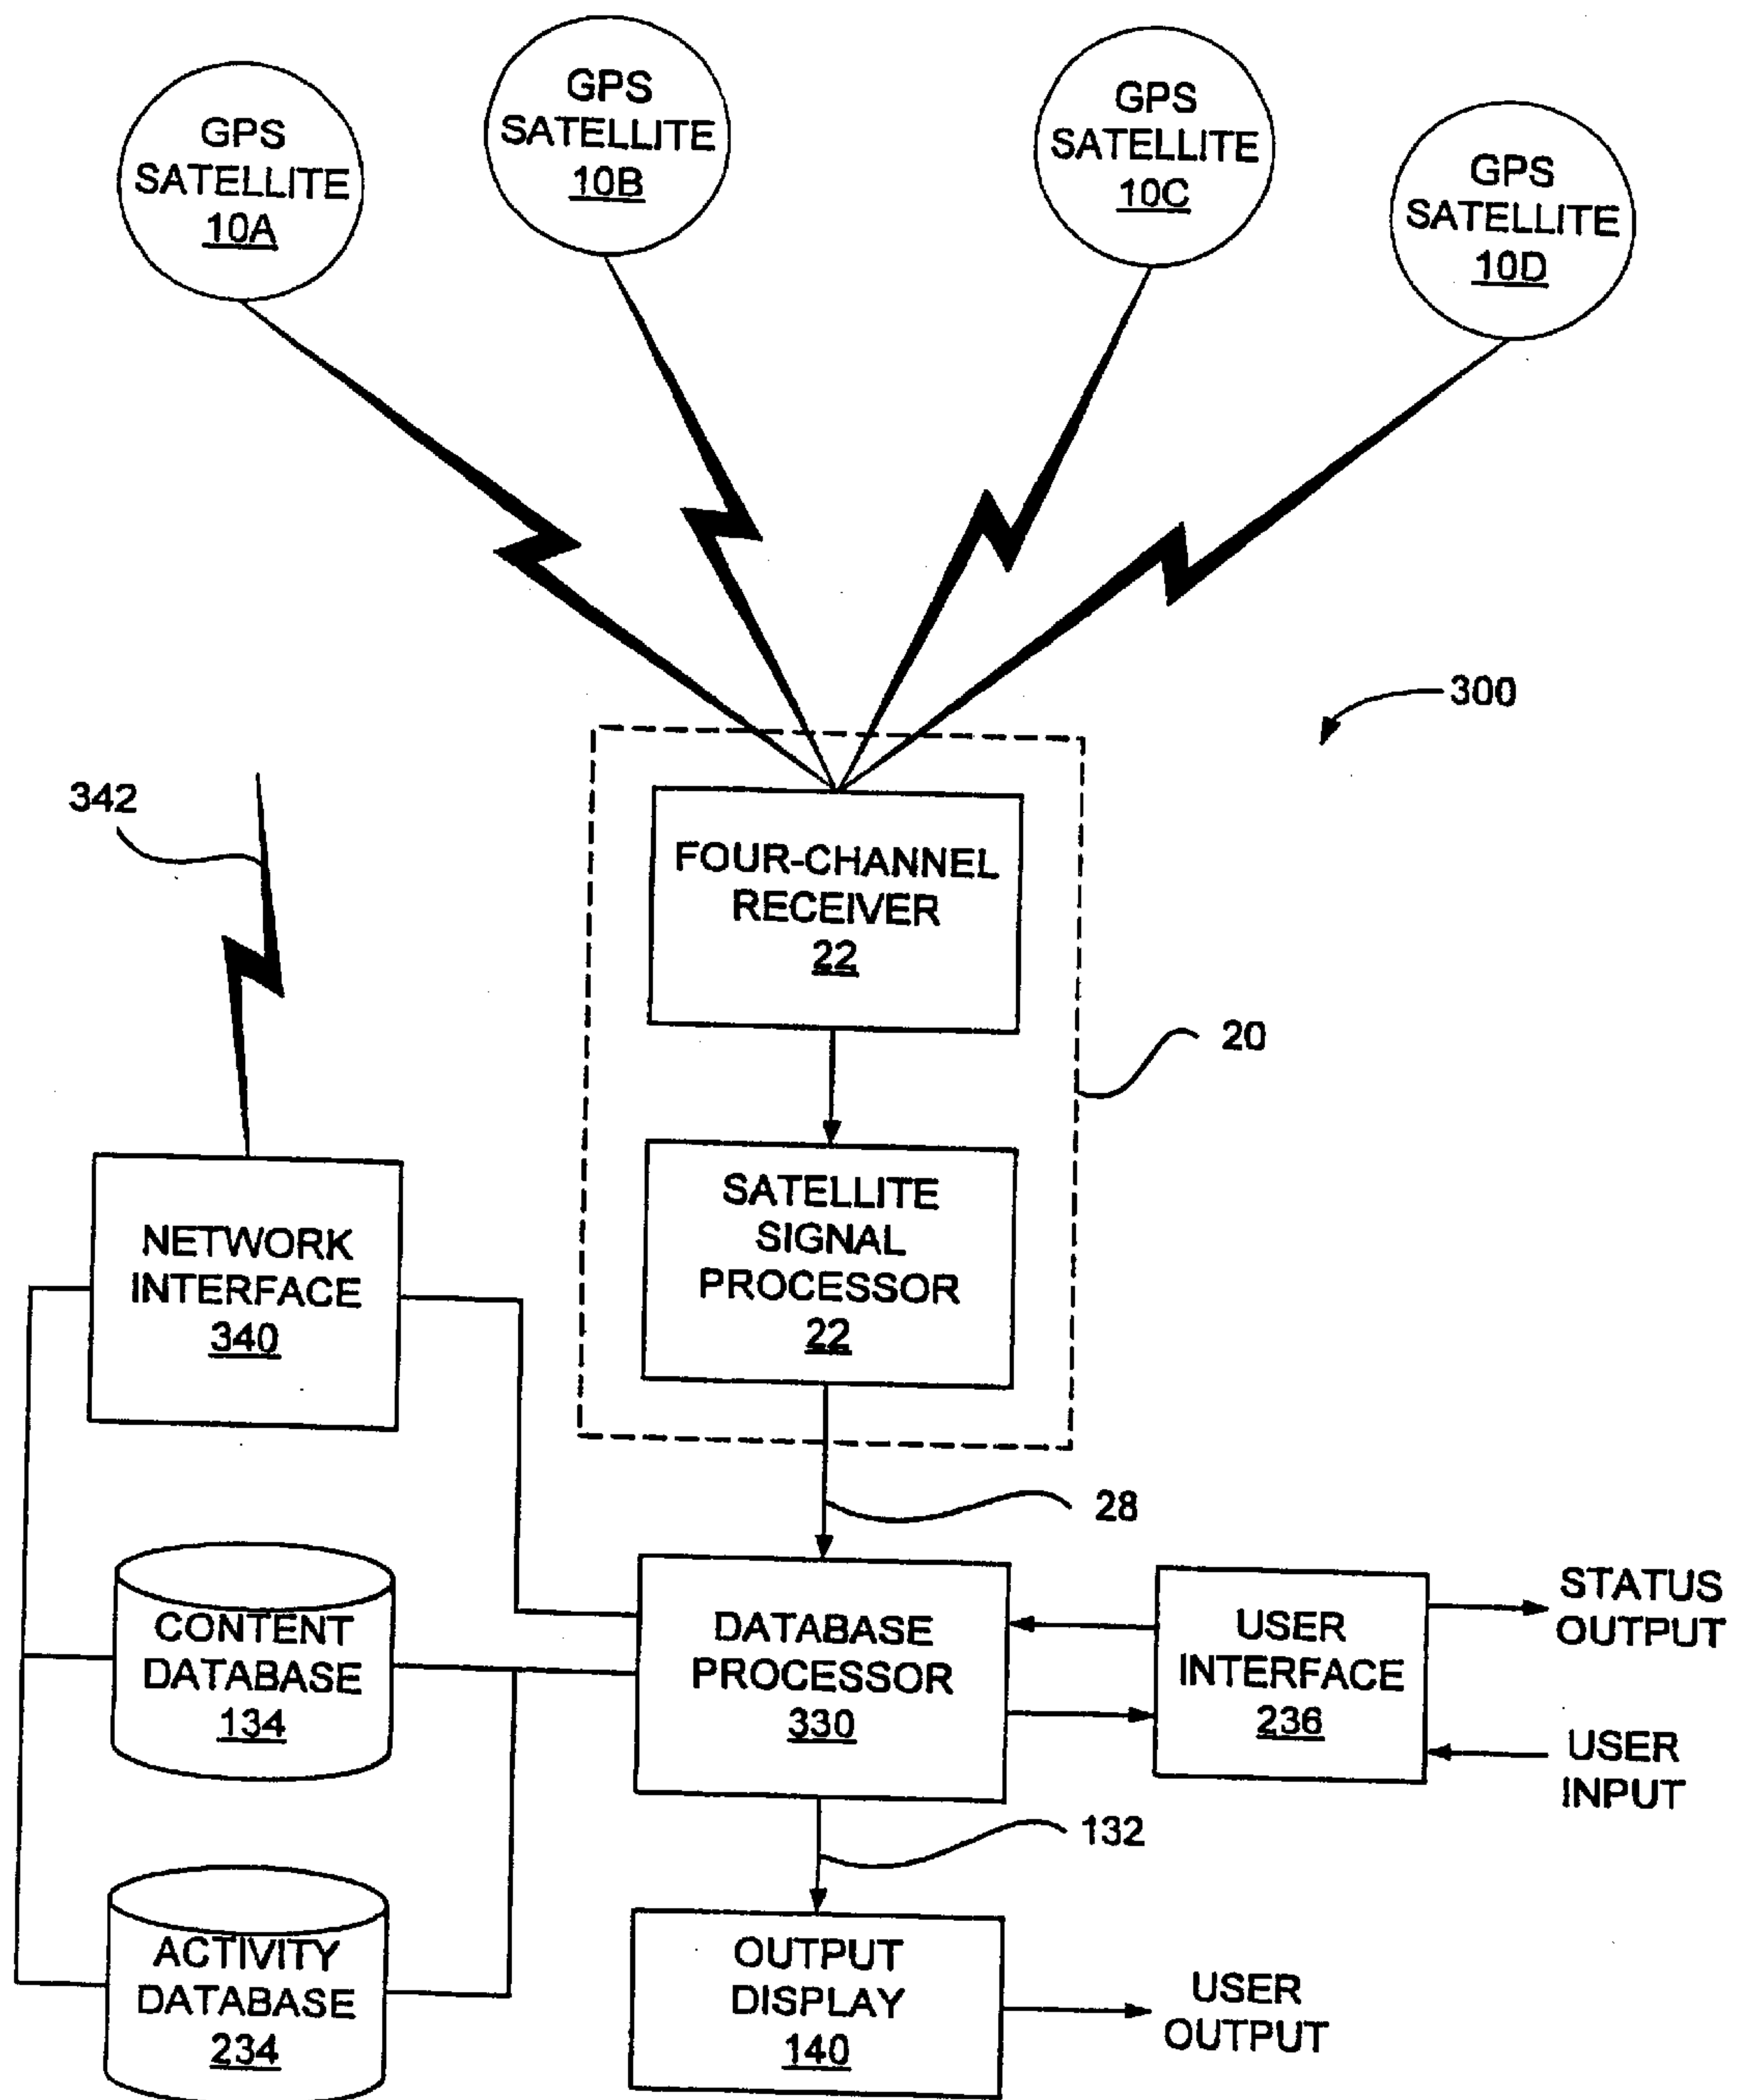 GPS
SATELLITE
10A
GPS
SATELLITE
10B
GPS
SATELLITE
10C
GPS
SATELLITE
10D
300
342
FOUR-CHANNEL
RECEIVER
22
20
SATELLITE
SIGNAL
PROCESSOR
22
NETWORK
INTERFACE
340
28
CONTENT
DATABASE
134
DATABASE
PROCESSOR
330
USER
INTERFACE
236
STATUS
OUTPUT
USER
INPUT
132
ACTIVITY
DATABASE
234
OUTPUT
DISPLAY
140
USER
OUTPUT